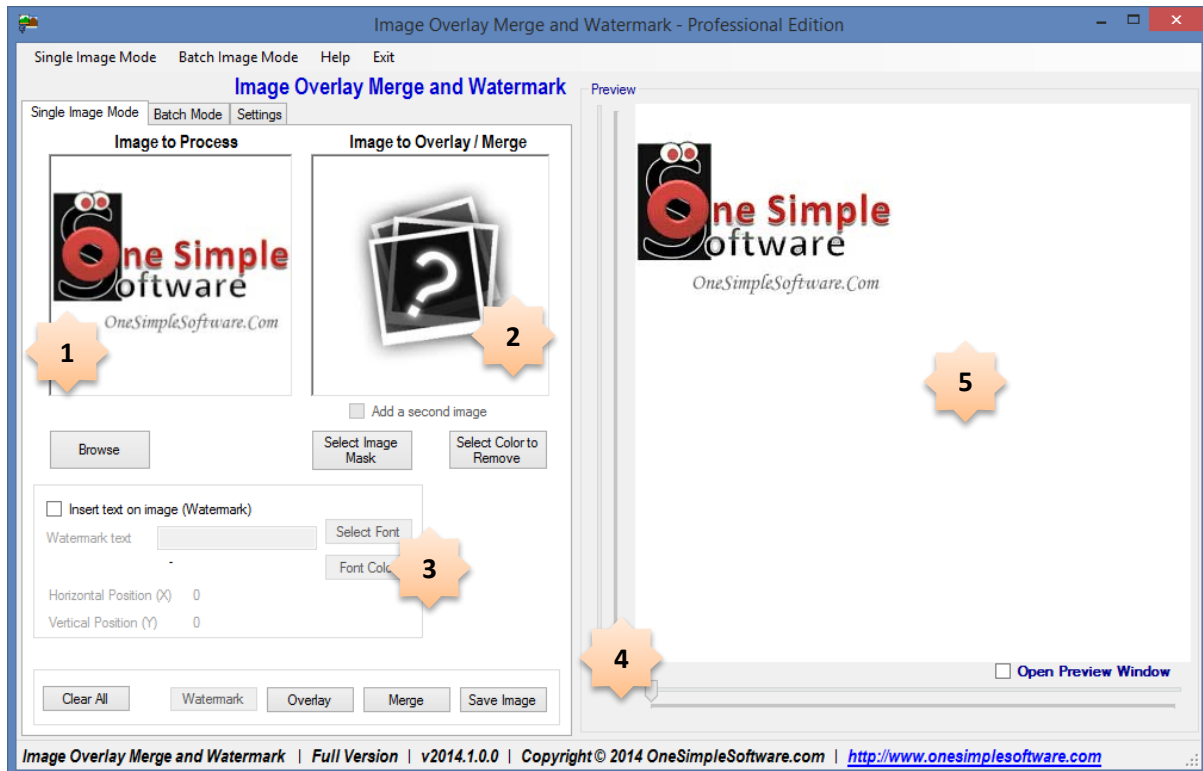 Image Overlay Merge and Watermark - Professional Edition
Single Image Mode Batch Image Mode Help Exit
Image Overlay Merge and Watermark
Preview
Single Image Mode Batch Mode Settings
Image to Process
Image to Overlay / Merge
One Simple
Software
OneSimpleSoftware.Com
?
1
2
Add a second image
Browse
Select Image
Mask
Select Color to
Remove
Insert text on image (Watermark)
Watermark text
Select Font
-
Font Colo
3
Horizontal Position (X) 0
Vertical Position (Y) 0
Clear All Watermark Overlay Merge Save Image
One Simple
Software
OneSimpleSoftware.Com
5
4
Open Preview Window
Image Overlay Merge and Watermark | Full Version | v2014.1.0.0 | Copyright © 2014 OneSimpleSoftware.com | http://www.onesimplesoftware.com